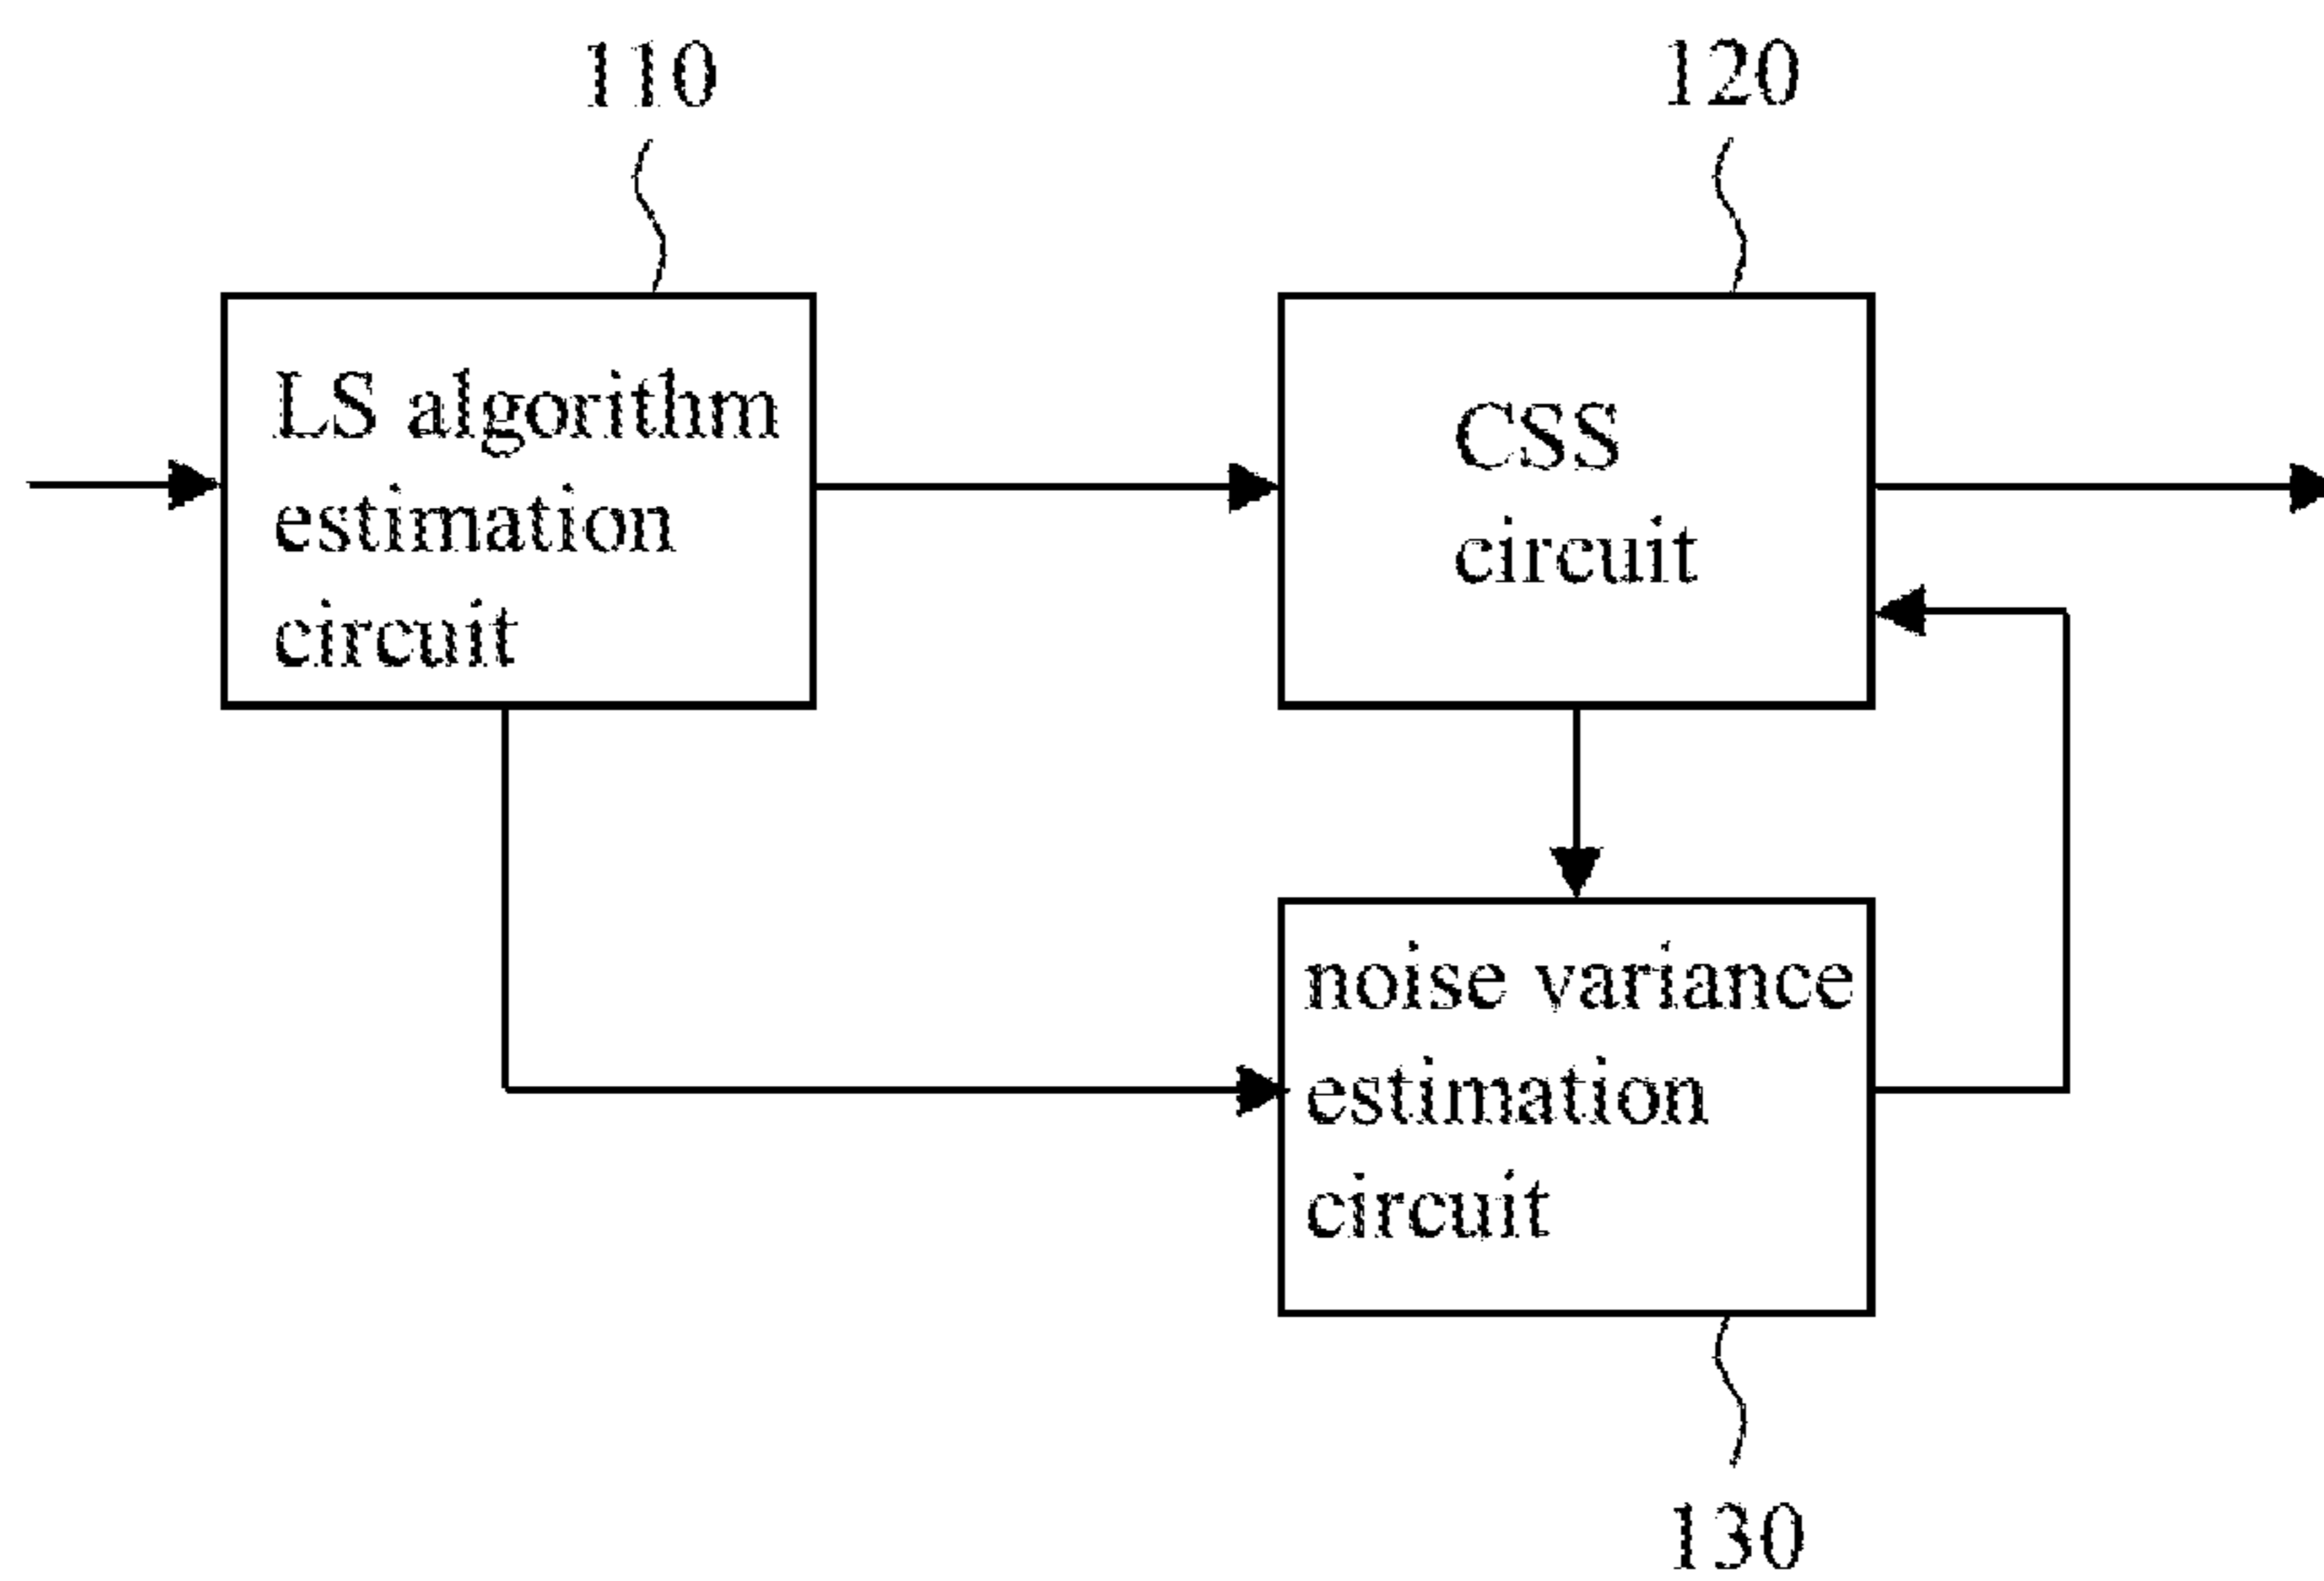 110
120
LS algorithm
estimation
circuit
CSS
circuit
noise variance
estimation
circuit
130